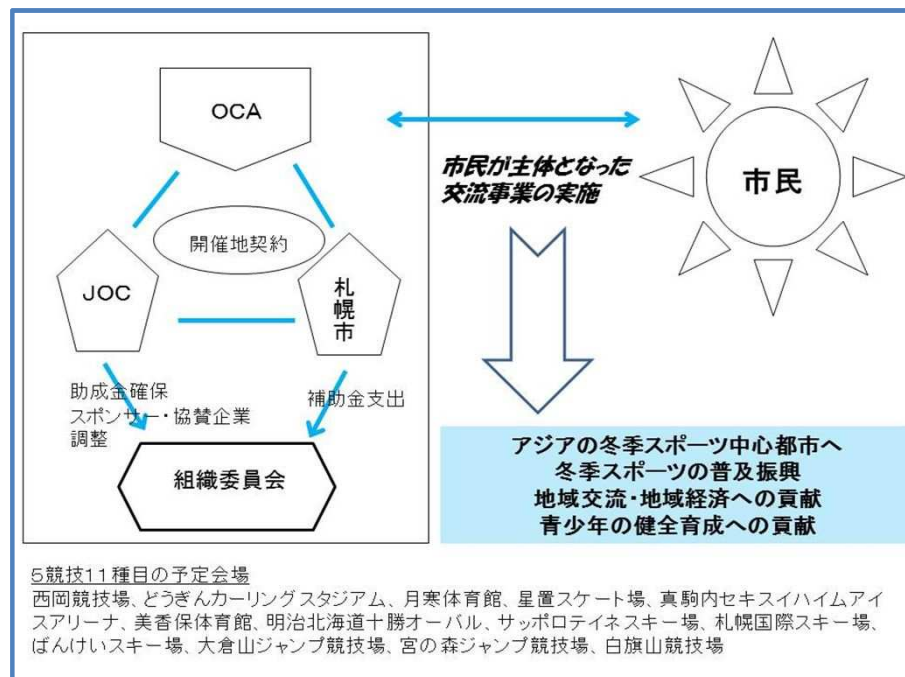 OCA
市民が主体となった
交流事業の実施
市民
開催地契約
JOC
札幌市
助成金確保
スポンサー・協賛企業
調整
補助金支出
組織委員会
アジアの冬季スポーツ中心都市へ
冬季スポーツの普及振興
地域交流・地域経済への貢献
青少年の健全育成への貢献
5競技11種目の予定会場
西岡競技場、どうぎんカーリングスタジアム、月寒体育館、星置スケート場、真駒内セキスイハイムアイ
スアリーナ、美香保体育館、明治北海道十勝オーバル、サッポロテイネスキー場、札幌国際スキー場、
ばんけいスキー場、大倉山ジャンプ競技場、宮の森ジャンプ競技場、白旗山競技場